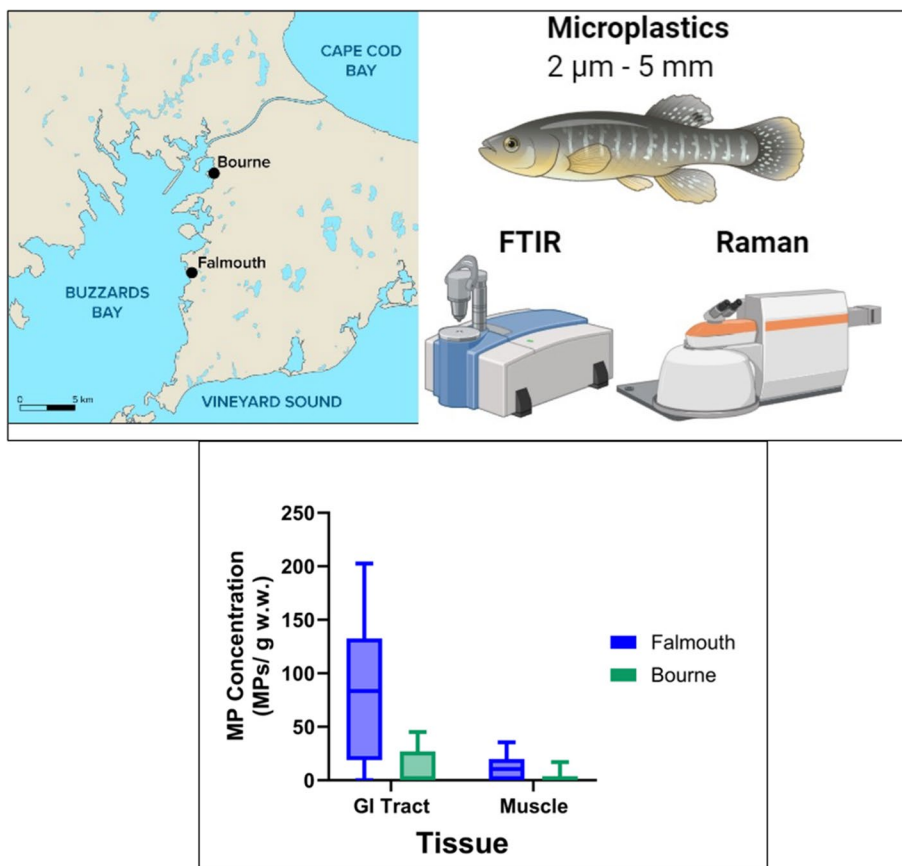 CAPE COD
BAY
Bourne
Falmouth
BUZZARDS
BAY
0 5 km
VINEYARD SOUND
Microplastics
2 µm - 5 mm
FTIR Raman
MP Concentration
(MPs/ g w.w.)
250
200
150
100
50
0
GI Tract Muscle
Tissue
Falmouth
Bourne